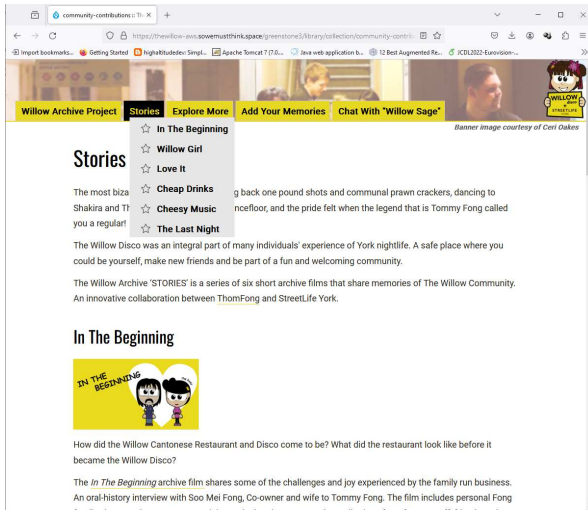 community-contributions :: Th
https://thewillow-aws.sowemustthink.space/greenstone3/library/collection/community-contrib
Import bookmarks... Getting Started highaltitudedev: Simpl... Apache Tomcat 7 (7.0.... Java web application b... 12 Best Augmented Re... JCDL2022-Eurovision-...
WILLOW
disco
STREETLIFE
Willow Archive Project Stories Explore More Add Your Memories Chat With "Willow Sage"
Banner image courtesy of Ceri Oakes
In The Beginning
Willow Girl
Love It
Cheap Drinks
Cheesy Music
The Last Night
Stories
The most biza g back one pound shots and communal prawn crackers, dancing to
Shakira and Th ncefloor, and the pride felt when the legend that is Tommy Fong called
you a regular!
The Willow Disco was an integral part of many individuals' experience of York nightlife. A safe place where you
could be yourself, make new friends and be part of a fun and welcoming community.
The Willow Archive 'STORIES' is a series of six short archive films that share memories of The Willow Community.
An innovative collaboration between ThomFong and StreetLife York.
In The Beginning
IN THE
BEGINNING
How did the Willow Cantonese Restaurant and Disco come to be? What did the restaurant look like before it
became the Willow Disco?
The In The Beginning archive film shares some of the challenges and joy experienced by the family run business.
An oral-history interview with Soo Mei Fong, Co-owner and wife to Tommy Fong. The film includes personal Fong